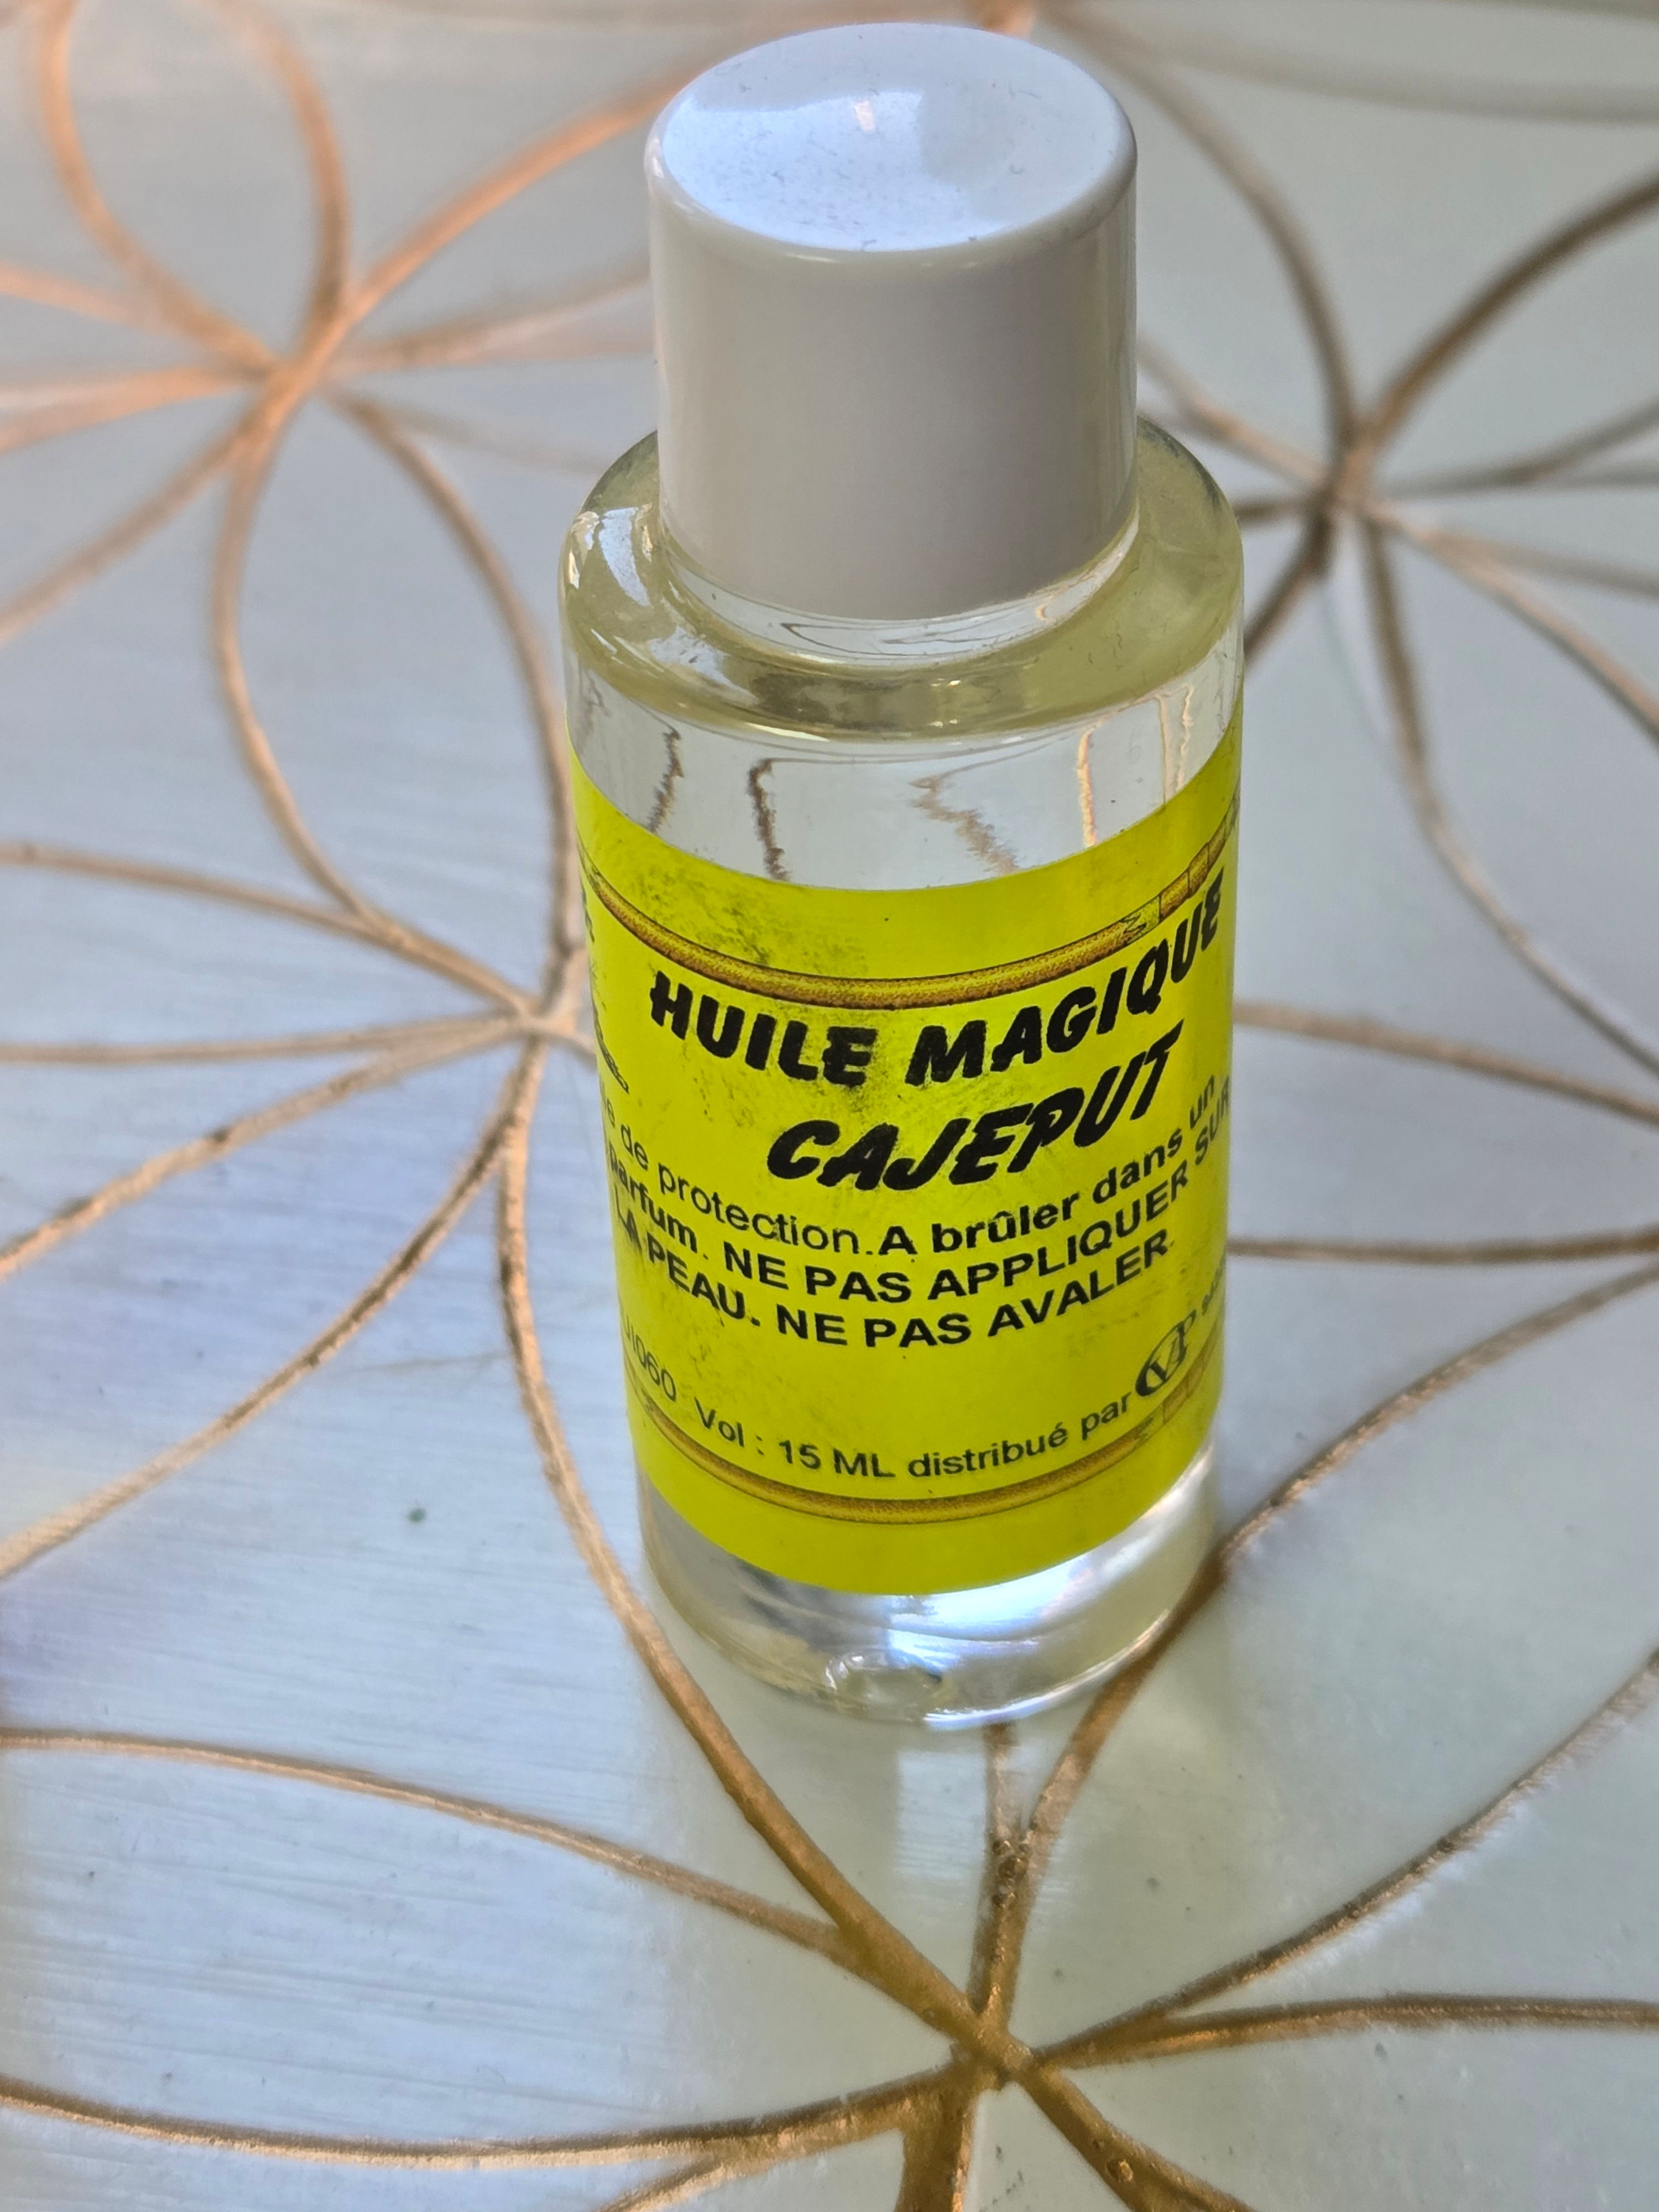 HUILE MAGIQUE
CAJEPUT
de protection. A brûler dans un
parfum. NE PAS APPLIQUER SUR
LA PEAU. NE PAS AVALER.
Vol : 15 ML distribué par